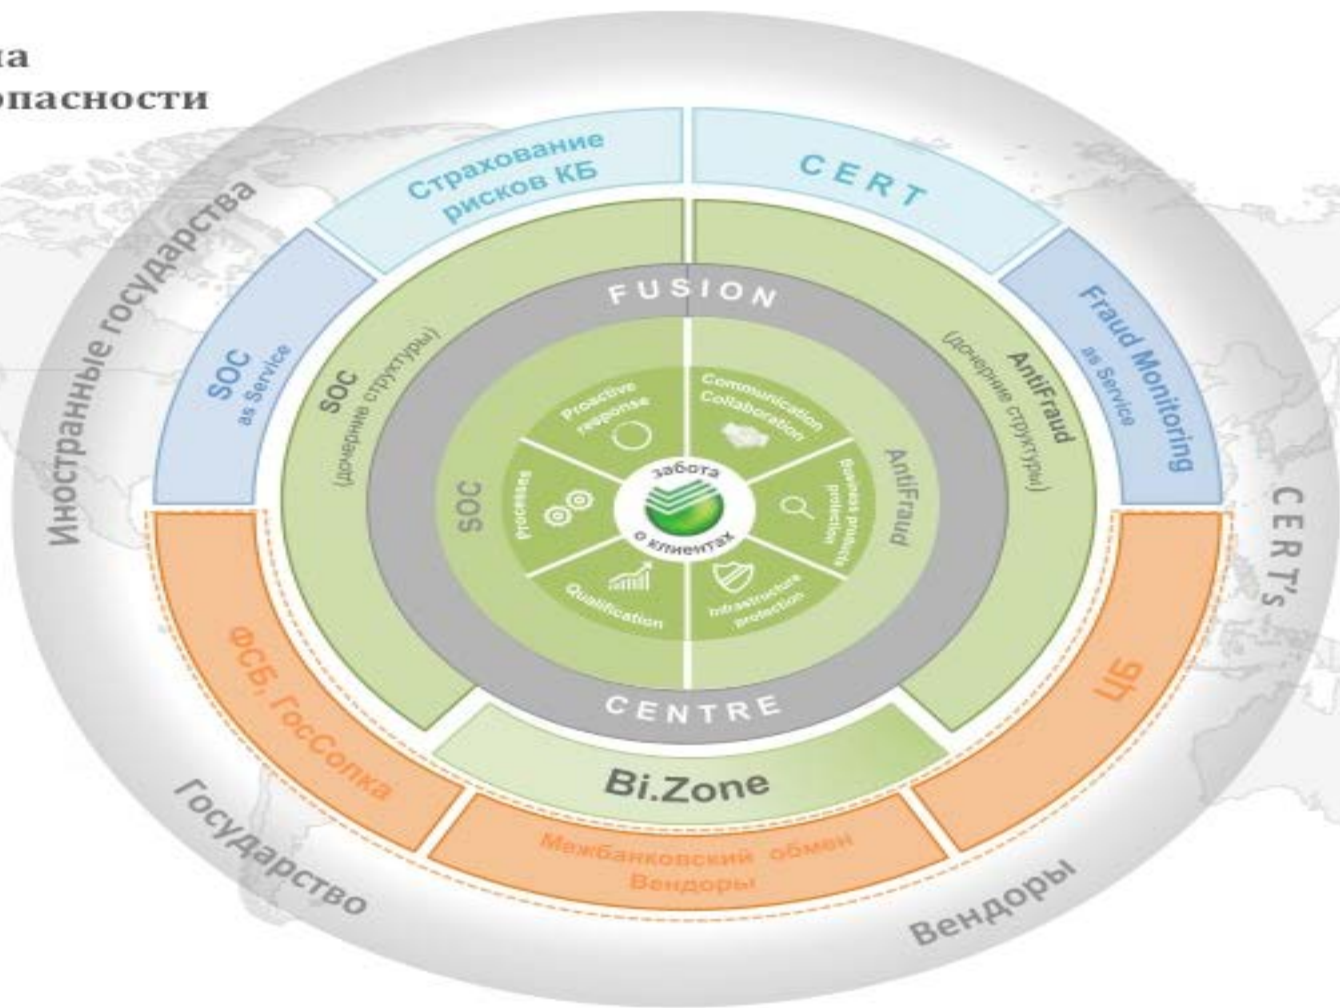 на
опасности
Страхование
рисков КБ
CERT
Иностранные государства
SOC
as Service
Fraud Monitoring
as Service
SOC
(дочерние структуры)
AntiFraud
(дочерние структуры)
FUSION
Proactive
response
Communication
Collaboration
SOC
Processes
забота
о клиентах
Business products
protection
AntiFraud
Qualification
Infrastructure
protection
CENTRE
CERT's
ФСБ, ГосСопка
ЦБ
Bi.Zone
Межбанковский обмен
Вендоры
Государство
Вендоры